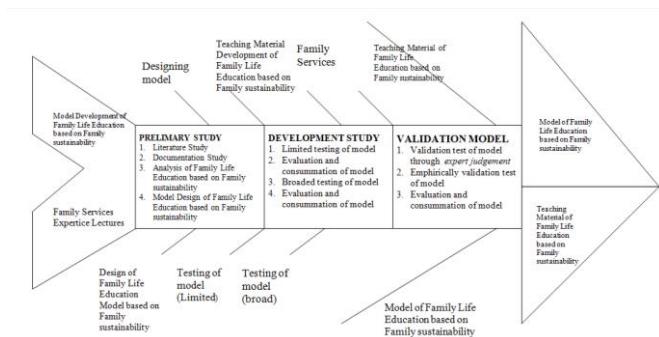 Designing
model
Teaching Material
Development of
Family Life
Education based on
Family sustainability
Family
Services
Teaching Material of
Family Life
Education based on
Family sustainability
Model Development of
Family Life Education
based on Family
sustainability
Family Services
Expertice Lectures
PRELIMARY STUDY
1. Literature Study
2. Documentation Study
3. Analysis of Family Life
Education based on Family
sustainability
4. Model Design of Family Life
Education based on Family
sustainability
DEVELOPMENT STUDY
1. Limited testing of model
2. Evaluation and
consummation of model
3. Broaded testing of model
4. Evaluation and
consummation of model
VALIDATION MODEL
1. Validation test of model
through expert judgement
2. Emphirically validation test
of model
3. Evaluation and
consummation of model
Model of Family
Life Education
based on Family
sustainability
Teaching
Material of
Family Life
Education
based on
Family
sustainability
Design of
Family Life
Education
Model based on
Family
sustainability
Testing of
model
(Limited)
Testing of
model
(broad)
Model of Family Life
Education based on
Family sustainability